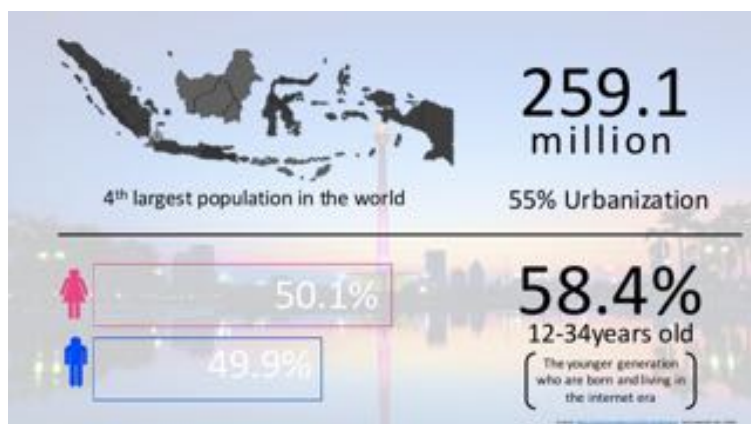 259.1
million
4th largest population in the world
55% Urbanization
50.1%
49.9%
58.4%
12-34years old
The younger generation
who are born and living in
the internet era